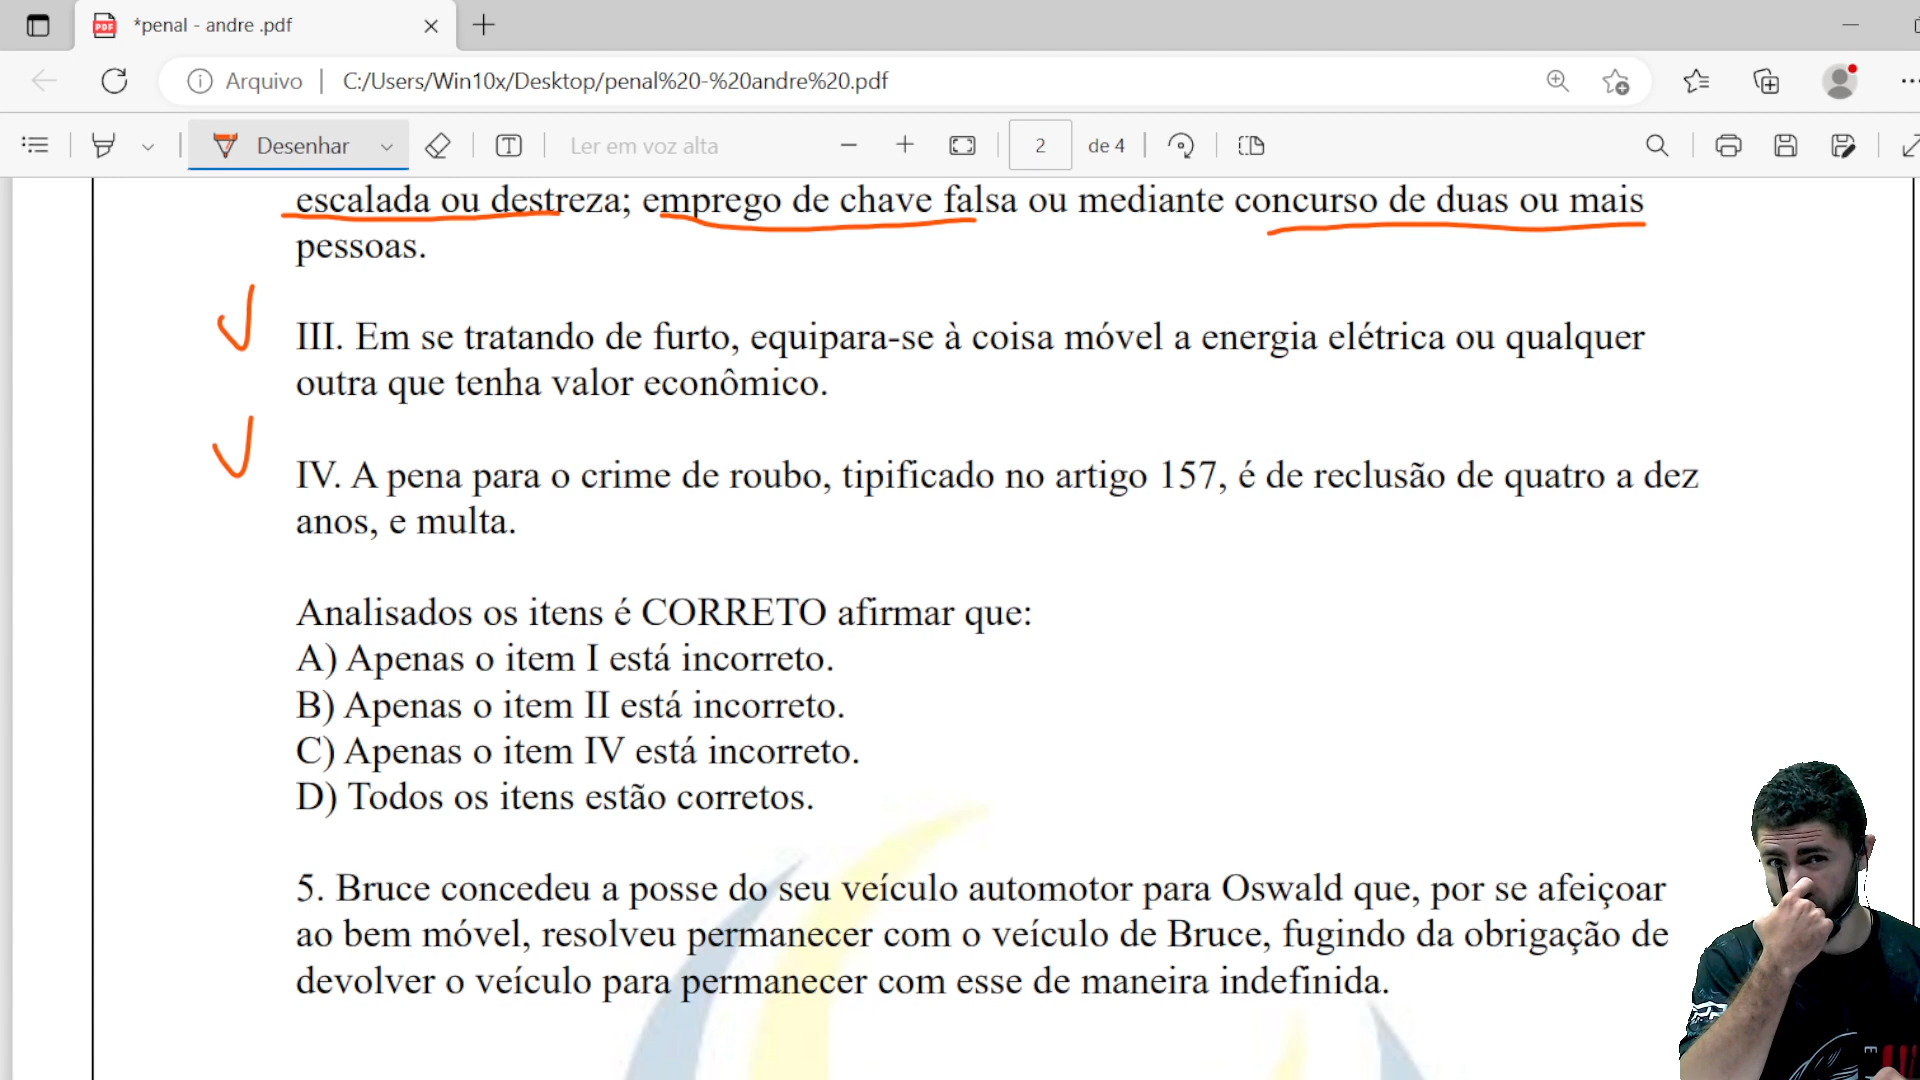 *penal - andre .pdf
Arquivo
C:/Users/Win10x/Desktop/penal%20-%20andre%20.pdf
Desenhar
Ler em voz alta
2
de 4
escalada ou destreza; emprego de chave falsa ou mediante concurso de duas ou mais
pessoas.
III. Em se tratando de furto, equipara-se à coisa móvel a energia elétrica ou qualquer
outra que tenha valor econômico.
IV. A pena para o crime de roubo, tipificado no artigo 157, é de reclusão de quatro a dez
anos, e multa.
Analisados os itens é CORRETO afirmar que:
A) Apenas o item I está incorreto.
B) Apenas o item II está incorreto.
C) Apenas o item IV está incorreto.
D) Todos os itens estão corretos.
5. Bruce concedeu a posse do seu veículo automotor para Oswald que, por se afeiçoar
ao bem móvel, resolveu permanecer com o veículo de Bruce, fugindo da obrigação de
devolver o veículo para permanecer com esse de maneira indefinida.